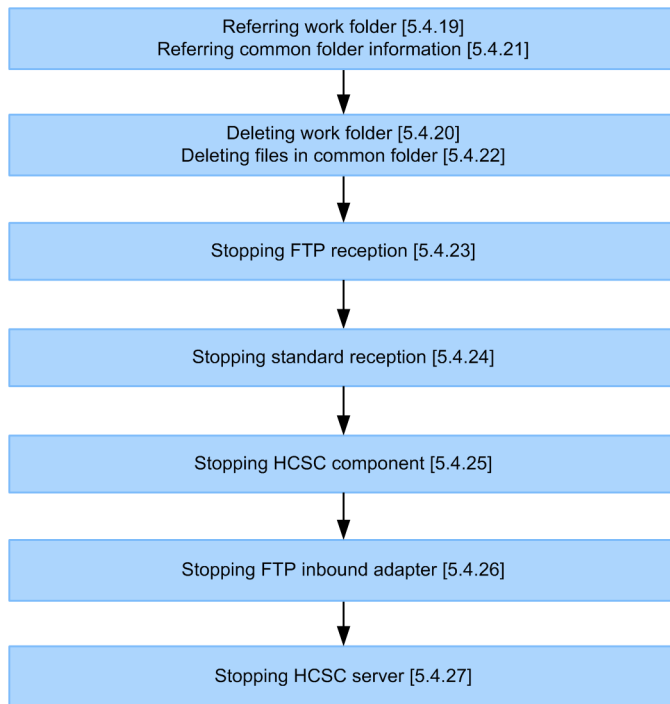 Referring work folder [5.4.19]
Referring common folder information [5.4.21]
Deleting work folder [5.4.20]
Deleting files in common folder [5.4.22]
Stopping FTP reception [5.4.23]
Stopping standard reception [5.4.24]
Stopping HCSC component [5.4.25]
Stopping FTP inbound adapter [5.4.26]
Stopping HCSC server [5.4.27]